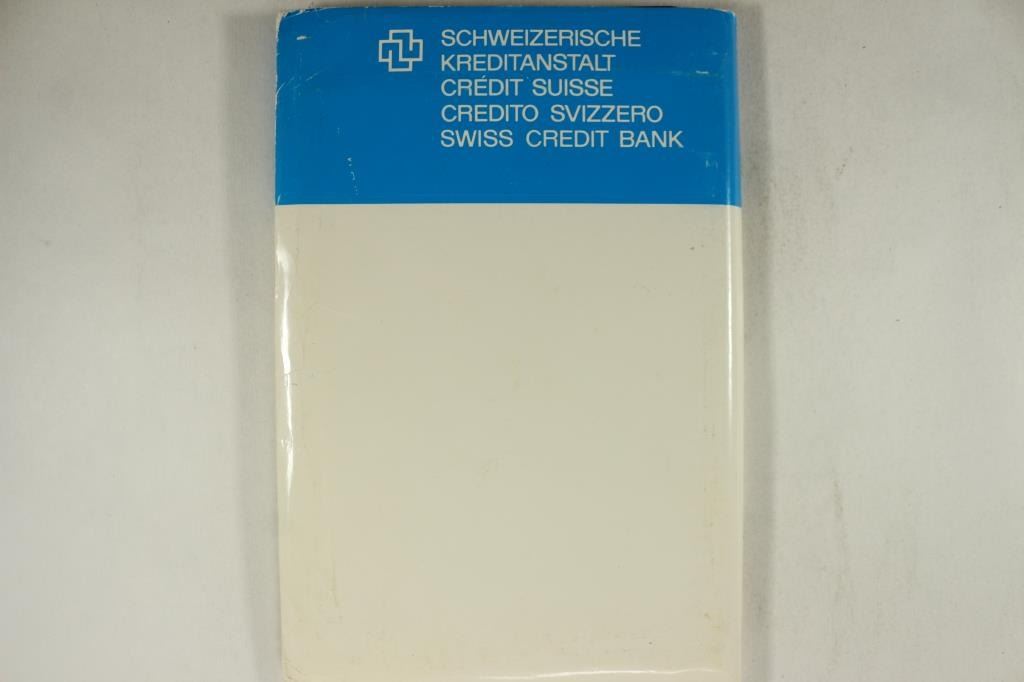 SCHWEIZERISCHE
KREDITANSTALT
CRÉDIT SUISSE
CREDITO SVIZZERO
SWISS CREDIT BANK